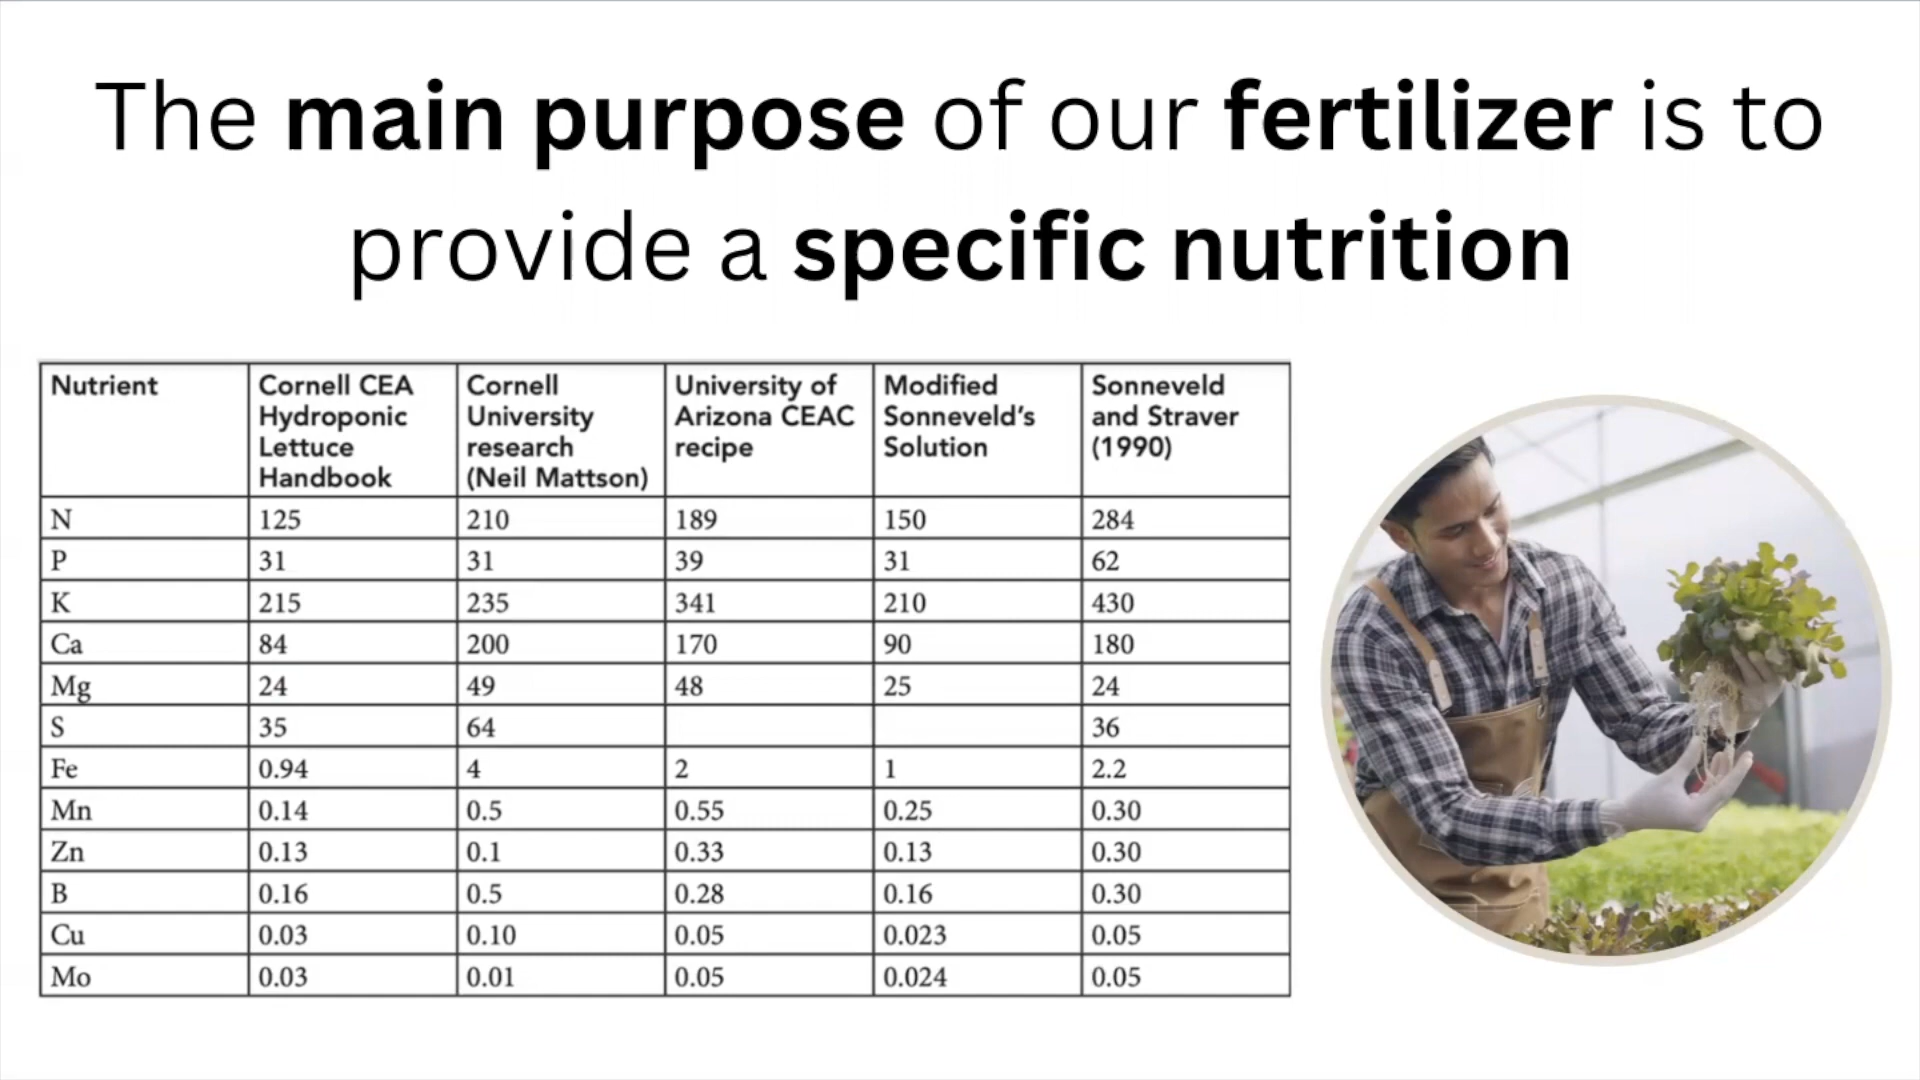 The main purpose of our fertilizer is to
provide a specific nutrition
Nutrient Cornell CEA Hydroponic Lettuce Handbook Cornell University research (Neil Mattson) University of Arizona CEAC recipe Modified Sonneveld's Solution Sonneveld and Straver (1990)
N 125 210 189 150 284
P 31 31 39 31 62
K 215 235 341 210 430
Ca 84 200 170 90 180
Mg 24 49 48 25 24
S 35 64 36
Fe 0.94 4 2 1 2.2
Mn 0.14 0.5 0.55 0.25 0.30
Zn 0.13 0.1 0.33 0.13 0.30
B 0.16 0.5 0.28 0.16 0.30
Cu 0.03 0.10 0.05 0.023 0.05
Mo 0.03 0.01 0.05 0.024 0.05